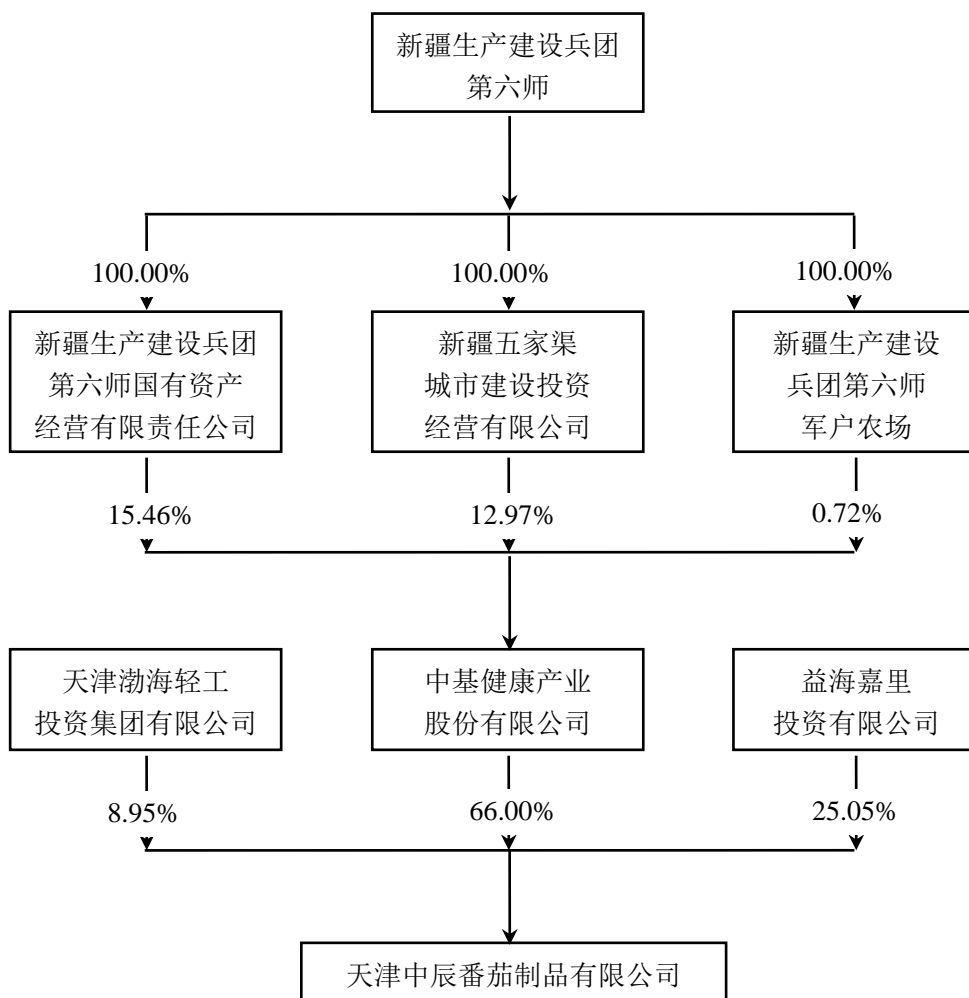 新疆生产建设兵团
第六师
100.00%
100.00%
100.00%
新疆生产建设兵团
第六师国有资产
经营有限责任公司
新疆五家渠
城市建设投资
经营有限公司
新疆生产建设
兵团第六师
军户农场
15.46%
12.97%
0.72%
天津渤海轻工
投资集团有限公司
中基健康产业
股份有限公司
益海嘉里
投资有限公司
8.95%
66.00%
25.05%
天津中辰番茄制品有限公司